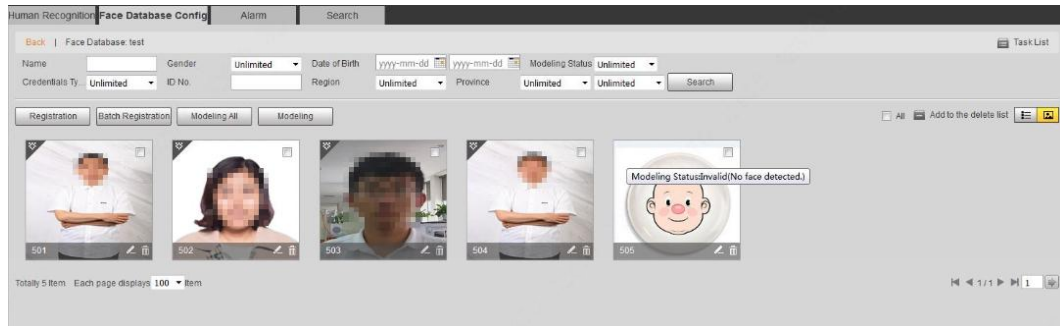 Human Recognition Face Database Config Alarm Search
Back | Face Database: test Task List
Name Gender Unlimited Date of Birth yyyy-mm-dd yyyy-mm-dd Modeling Status Unlimited
Credentials Ty... Unlimited ID No. Region Unlimited Province Unlimited Unlimited Search
Registration Batch Registration Modeling All Modeling All Add to the delete list
Modeling Status:Invalid(No face detected.)
501 502 503 504 505
Totally 5 Item Each page displays 100 Item 1/1 1